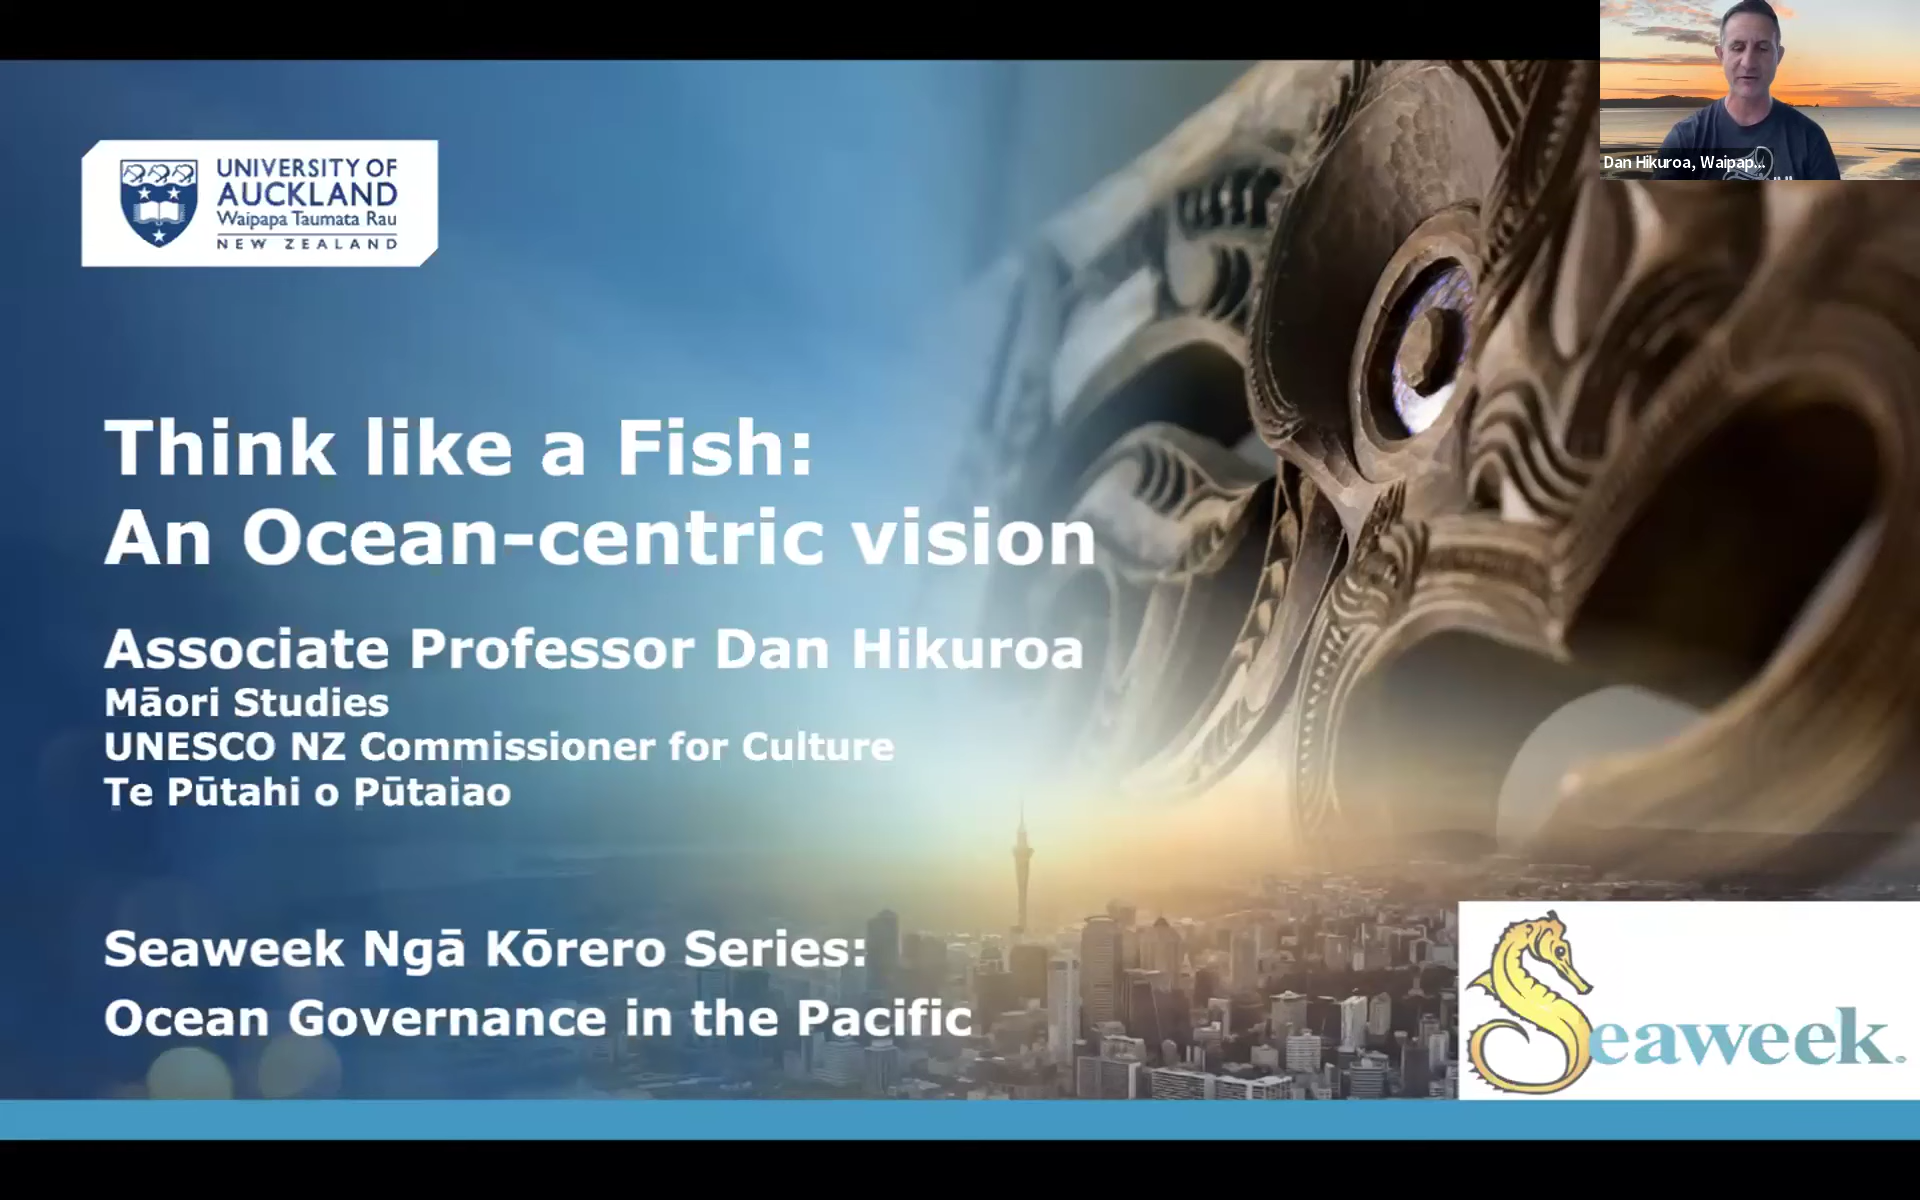 Dan Hikuroa, Waipap...
UNIVERSITY OF
AUCKLAND
Waipapa Taumata Rau
NEW ZEALAND
Think like a Fish:
An Ocean-centric vision
Associate Professor Dan Hikuroa
Māori Studies
UNESCO NZ Commissioner for Culture
Te Pūtahi o Pūtaiao
Seaweek Ngā Kōrero Series:
Ocean Governance in the Pacific
Seaweek.